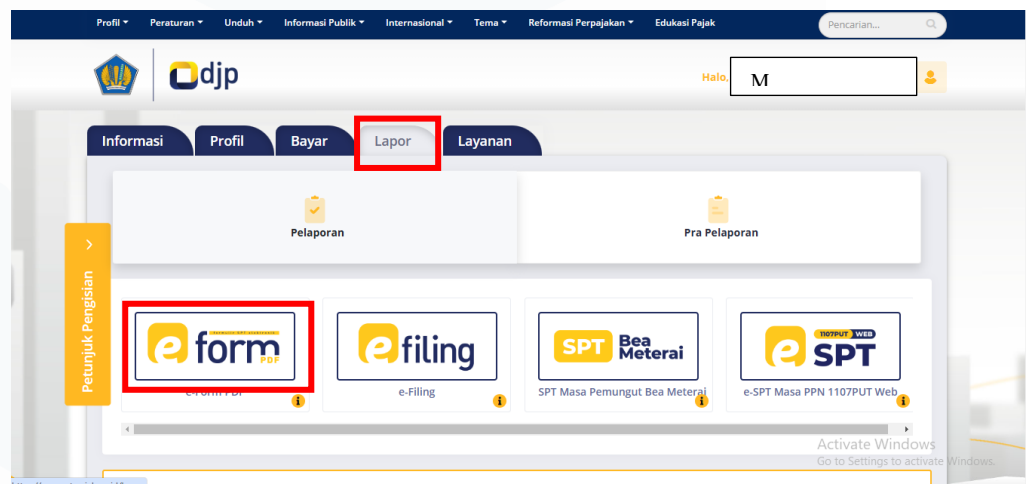 Profil Peraturan Unduh Informasi Publik Internasional Tema Reformasi Perpajakan Edukasi Pajak Pencarian...
djp
Halo, M
Informasi Profil Bayar Lapor Layanan
Pelaporan Pra Pelaporan
Petunjuk Pengisian
e form PDF
e filing
SPT Bea Meterai
e SPT 1107PUT WEB
e-Form PDF e-Filing SPT Masa Pemungut Bea Meterai e-SPT Masa PPN 1107PUT Web
Activate Windows
Go to Settings to activate Windows.